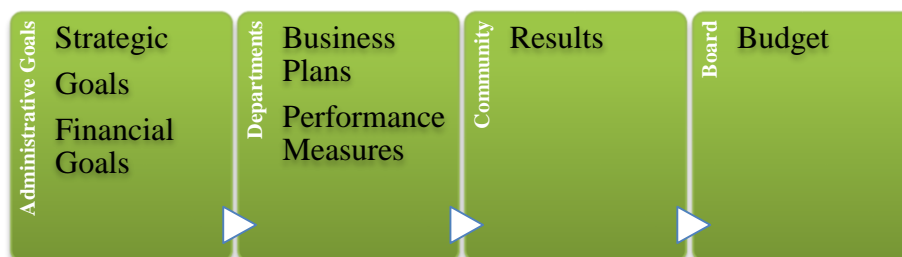 Administrative Goals
Strategic
Goals
Financial
Goals
Departments
Business
Plans
Performance
Measures
Community
Results
Board
Budget